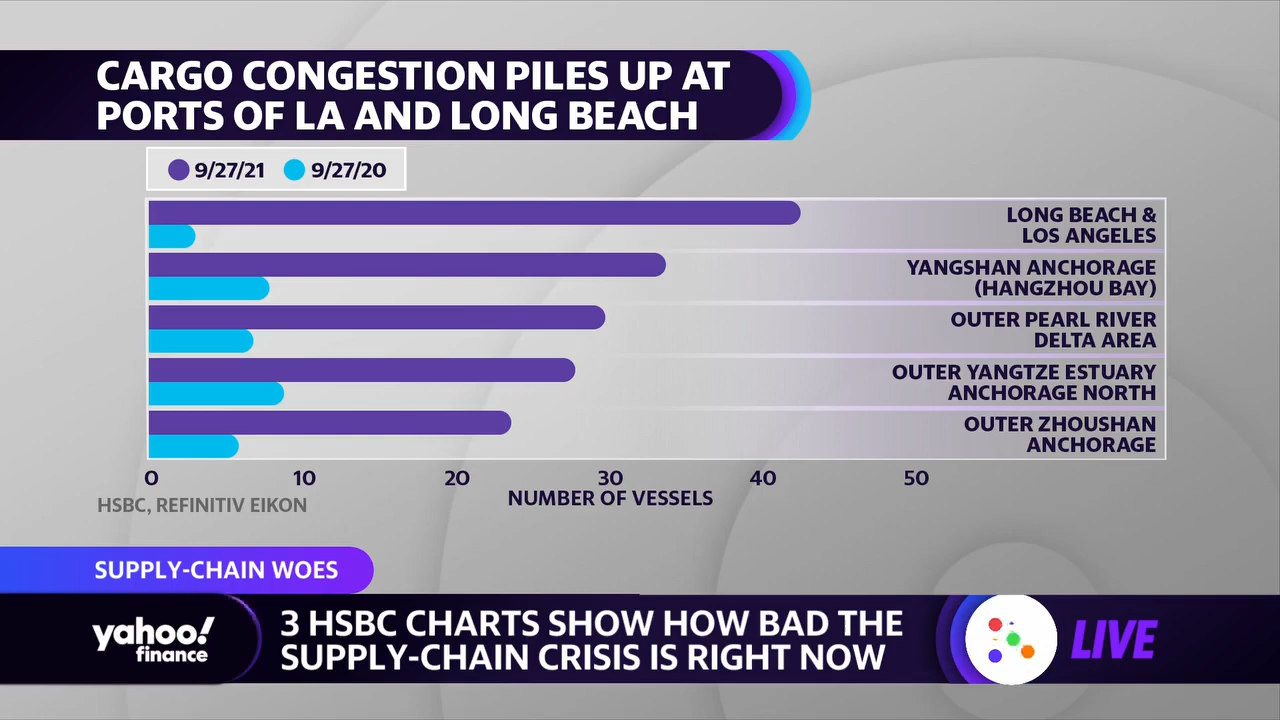 CARGO CONGESTION PILES UP AT
PORTS OF LA AND LONG BEACH
9/27/21 9/27/20
LONG BEACH &
LOS ANGELES
YANGSHAN ANCHORAGE
(HANGZHOU BAY)
OUTER PEARL RIVER
DELTA AREA
OUTER YANGTZE ESTUARY
ANCHORAGE NORTH
OUTER ZHOUSHAN
ANCHORAGE
0 10 20 30 40 50
NUMBER OF VESSELS
HSBC, REFINITIV EIKON
SUPPLY-CHAIN WOES
yahoo!
finance
3 HSBC CHARTS SHOW HOW BAD THE
SUPPLY-CHAIN CRISIS IS RIGHT NOW
LIVE